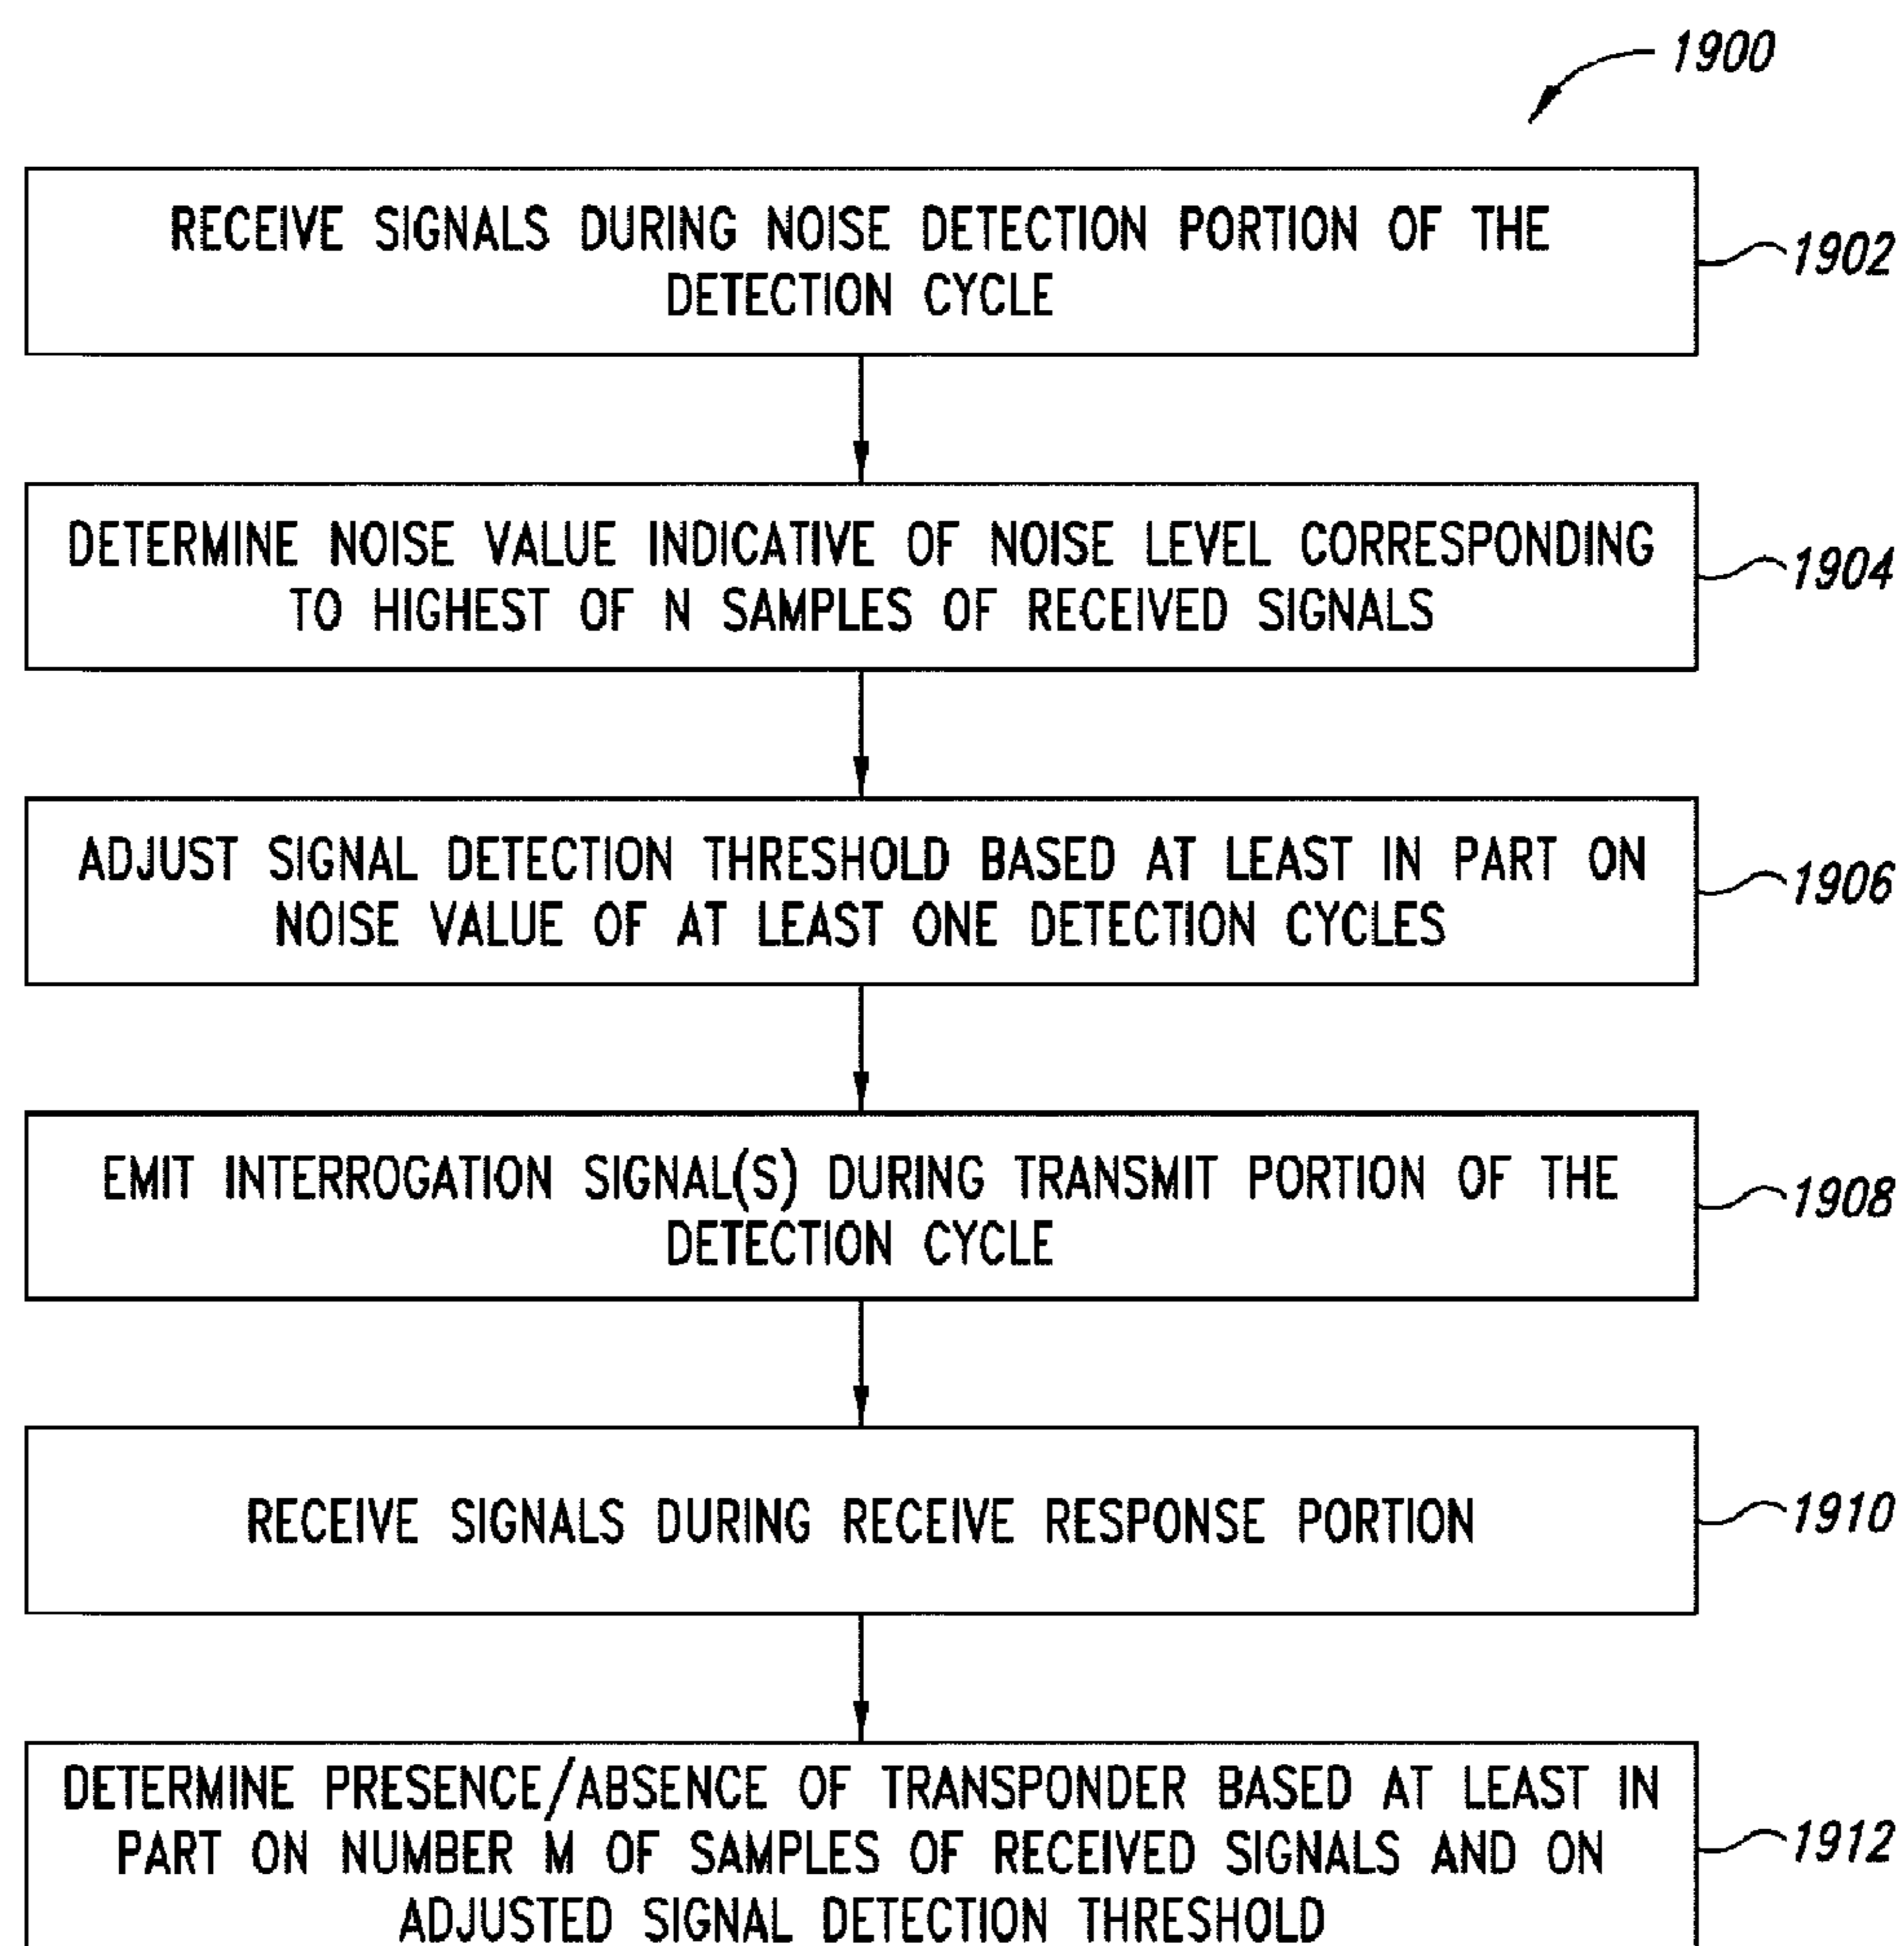 1900
RECEIVE SIGNALS DURING NOISE DETECTION PORTION OF THE
DETECTION CYCLE
1902
DETERMINE NOISE VALUE INDICATIVE OF NOISE LEVEL CORRESPONDING
TO HIGHEST OF N SAMPLES OF RECEIVED SIGNALS
1904
ADJUST SIGNAL DETECTION THRESHOLD BASED AT LEAST IN PART ON
NOISE VALUE OF AT LEAST ONE DETECTION CYCLES
1906
EMIT INTERROGATION SIGNAL(S) DURING TRANSMIT PORTION OF THE
DETECTION CYCLE
1908
RECEIVE SIGNALS DURING RECEIVE RESPONSE PORTION
1910
DETERMINE PRESENCE/ABSENCE OF TRANSPONDER BASED AT LEAST IN
PART ON NUMBER M OF SAMPLES OF RECEIVED SIGNALS AND ON
ADJUSTED SIGNAL DETECTION THRESHOLD
1912